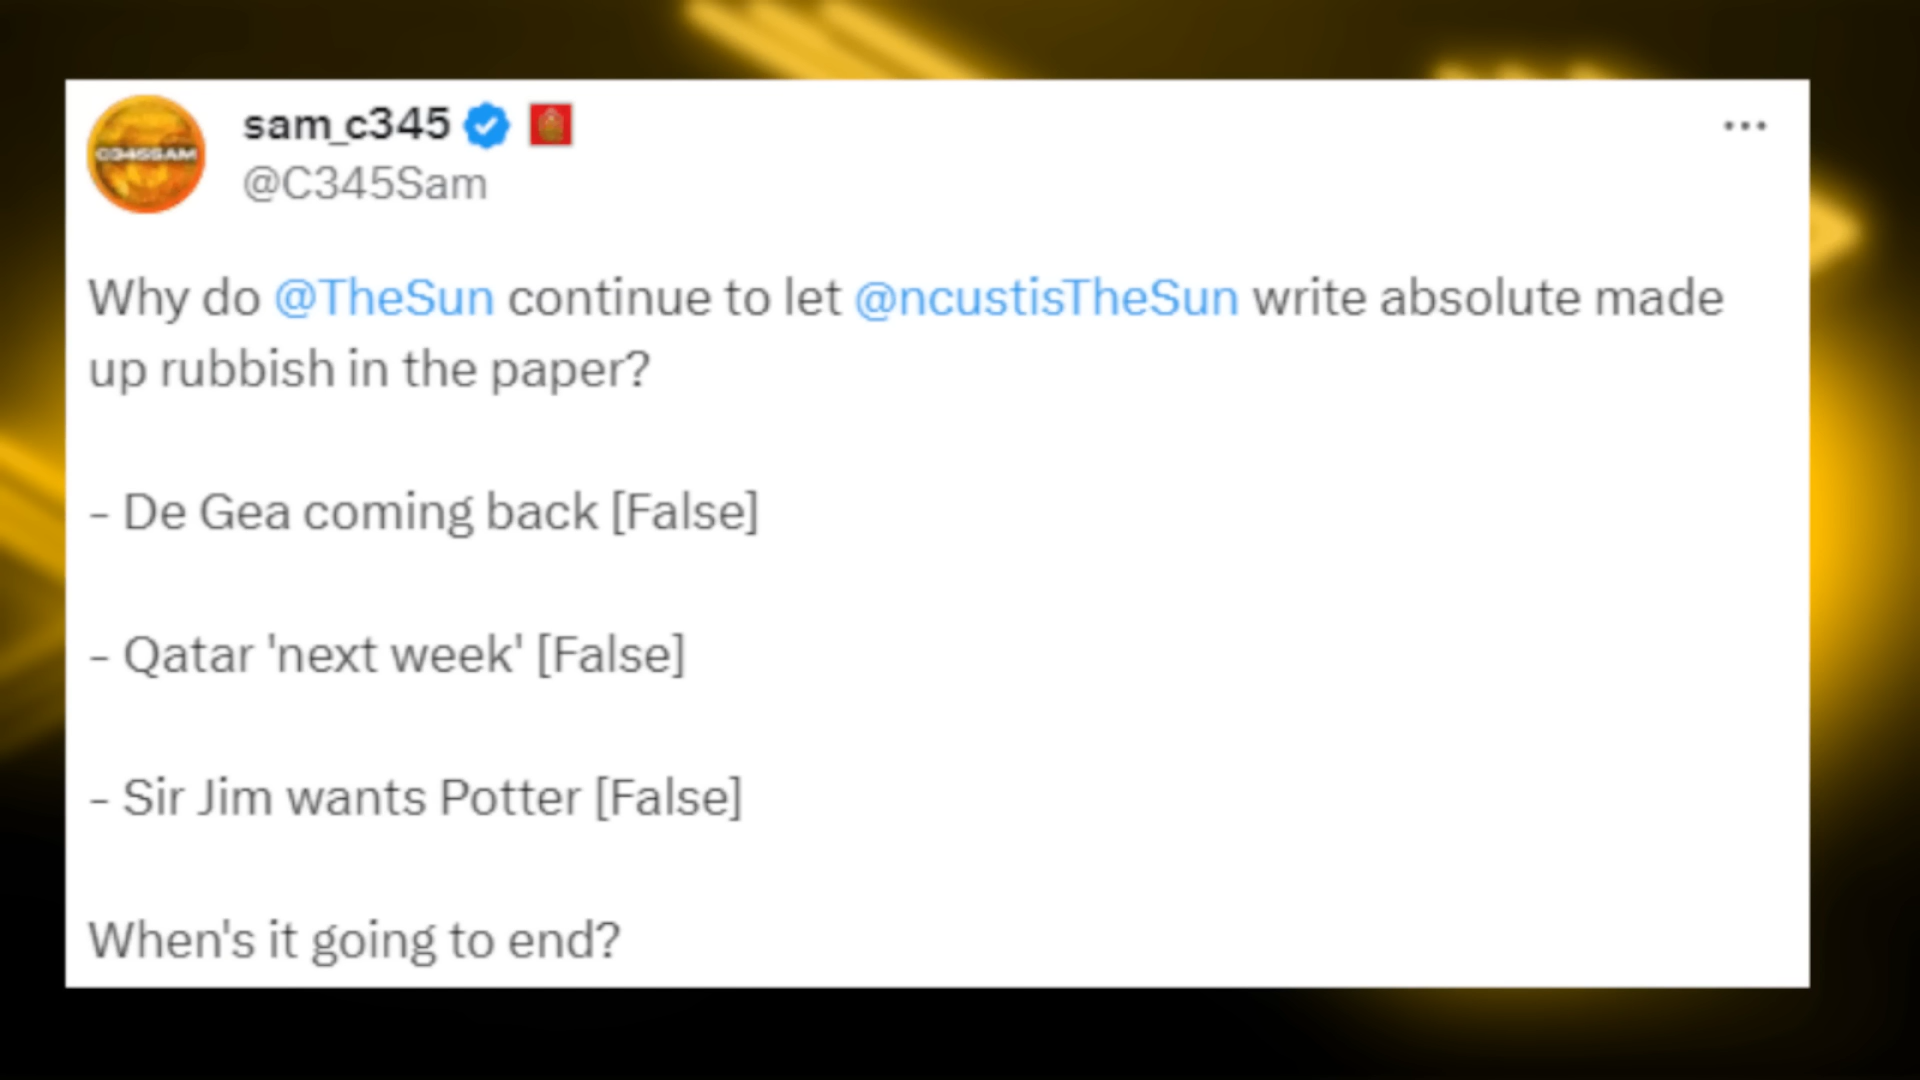 sam_c345
@C345Sam
C345SAM
Why do @TheSun continue to let @ncustisTheSun write absolute made
up rubbish in the paper?
- De Gea coming back [False]
- Qatar 'next week' [False]
- Sir Jim wants Potter [False]
When's it going to end?